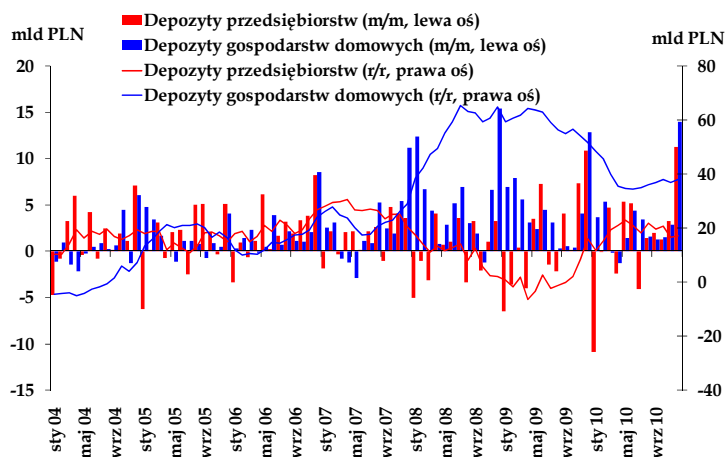 Depozyty przedsiębiorstw (m/m, lewa oś)
mld PLN
mld PLN
Depozyty gospodarstw domowych (m/m, lewa oś)
Depozyty przedsiębiorstw (r/r, prawa oś)
Depozyty gospodarstw domowych (r/r, prawa oś)
20
15
10
5
0
-5
-10
-15
80
60
40
20
0
-20
-40
sty 04
maj 04
wrz 04
sty 05
maj 05
wrz 05
sty 06
maj 06
wrz 06
sty 07
maj 07
wrz 07
sty 08
maj 08
wrz 08
sty 09
maj 09
wrz 09
sty 10
maj 10
wrz 10